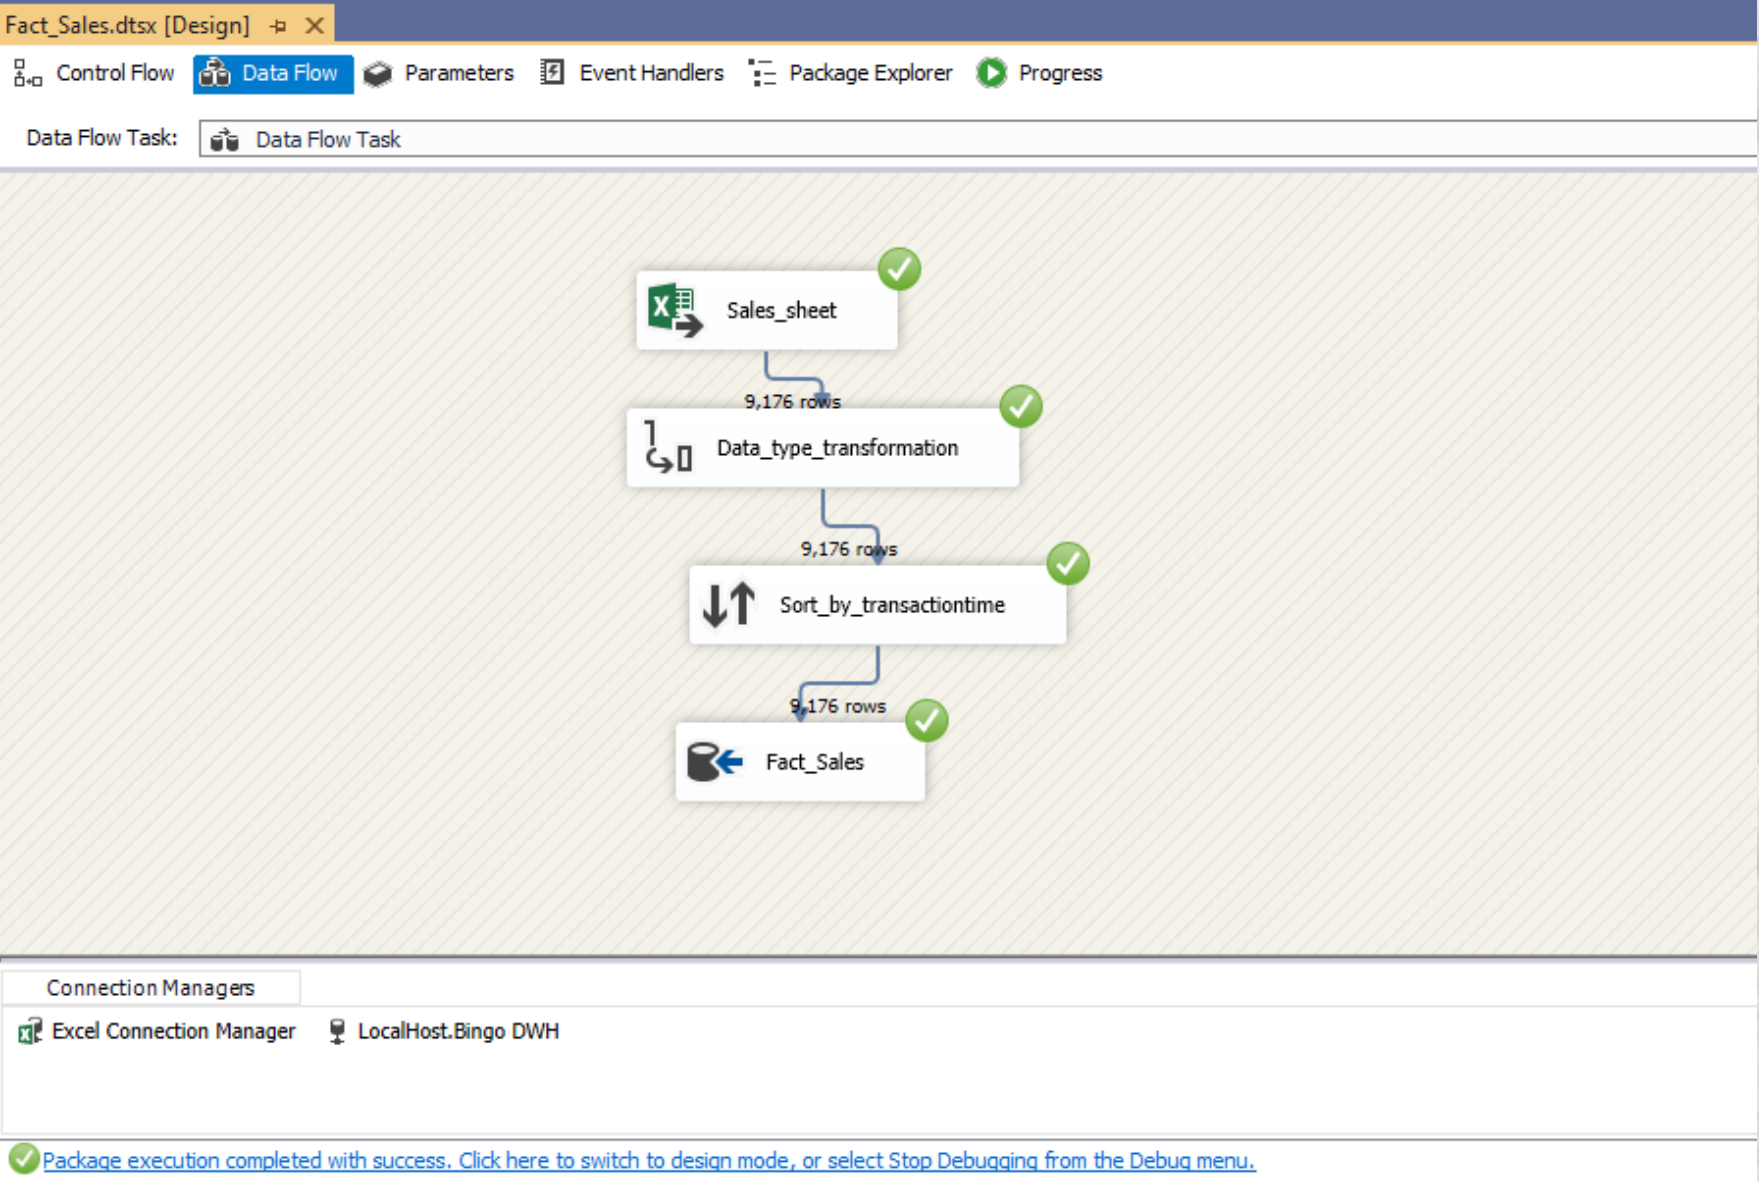 Fact_Sales.dtsx [Design]
Control Flow Data Flow Parameters Event Handlers Package Explorer Progress
Data Flow Task: Data Flow Task
Sales_sheet
9,176 rows
Data_type_transformation
9,176 rows
Sort_by_transactiontime
9,176 rows
Fact_Sales
Connection Managers
Excel Connection Manager LocalHost.Bingo DWH
Package execution completed with success. Click here to switch to design mode, or select Stop Debugging from the Debug menu.